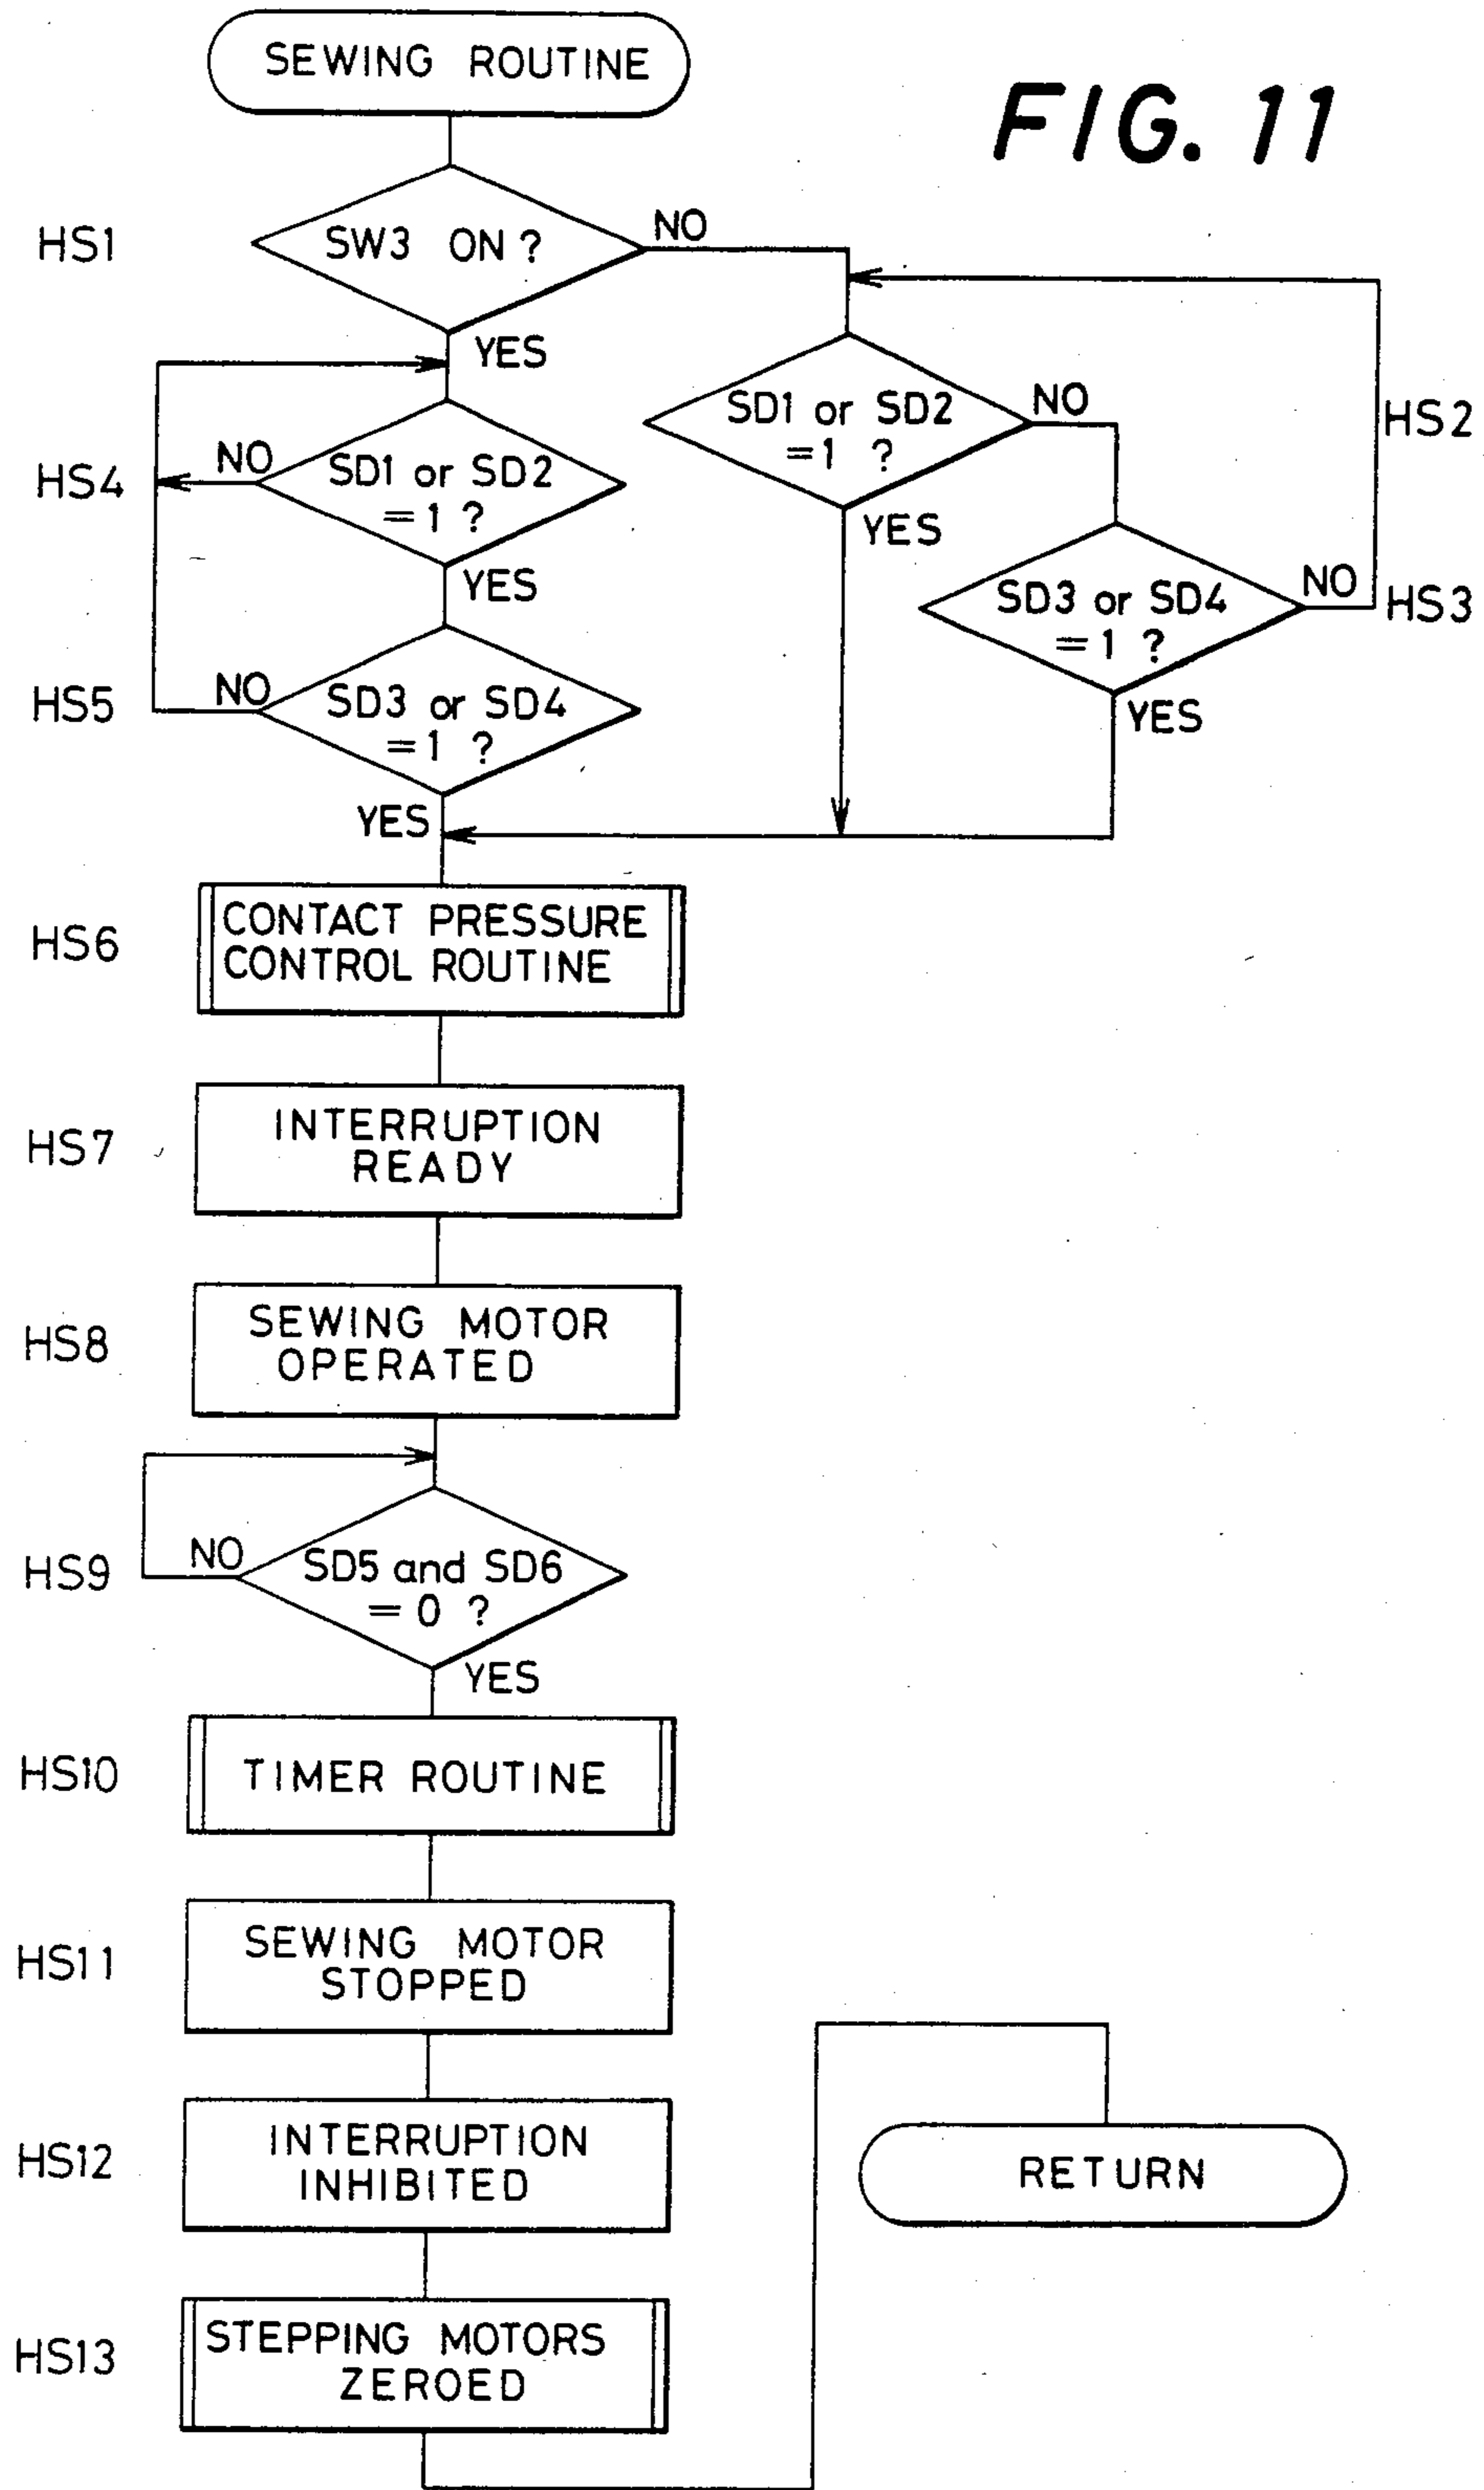 SEWING ROUTINE
FIG. 11
HS1
SW3 ON ?
NO
YES
SD1 or SD2
=1 ?
NO
HS2
YES
HS4
NO
SD1 or SD2
=1 ?
YES
SD3 or SD4
=1 ?
NO
HS3
YES
HS5
NO
SD3 or SD4
=1 ?
YES
HS6
CONTACT PRESSURE
CONTROL ROUTINE
HS7
INTERRUPTION
READY
HS8
SEWING MOTOR
OPERATED
HS9
NO
SD5 and SD6
=0 ?
YES
HS10
TIMER ROUTINE
HS11
SEWING MOTOR
STOPPED
HS12
INTERRUPTION
INHIBITED
RETURN
HS13
STEPPING MOTORS
ZEROED